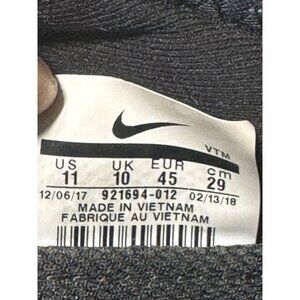 VTM
US UK EUR cm
11 10 45 29
12/06/17 921694-012 02/13/18
MADE IN VIETNAM
FABRIQUE AU VIETNAM